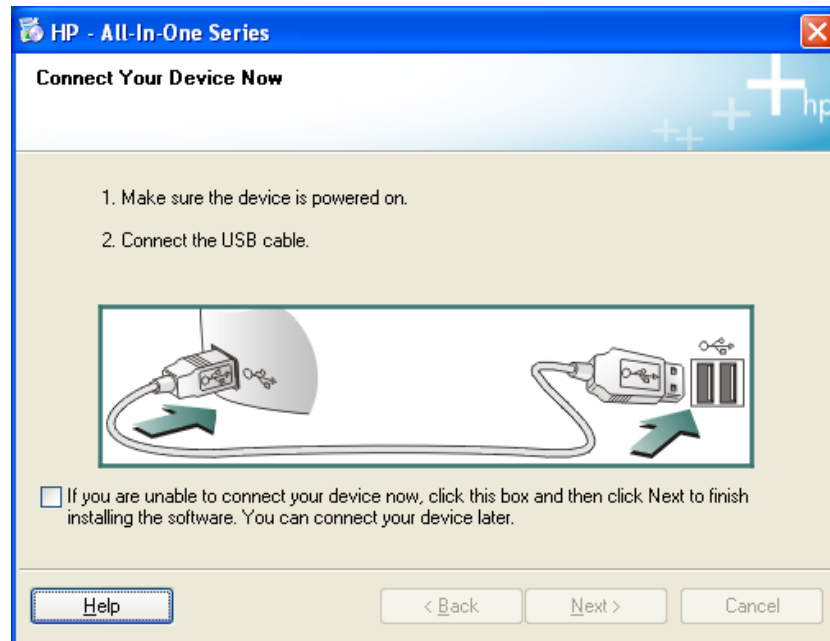 HP - All-In-One Series
Connect Your Device Now
hp
1. Make sure the device is powered on.
2. Connect the USB cable.
If you are unable to connect your device now, click this box and then click Next to finish
installing the software. You can connect your device later.
Help
< Back
Next >
Cancel